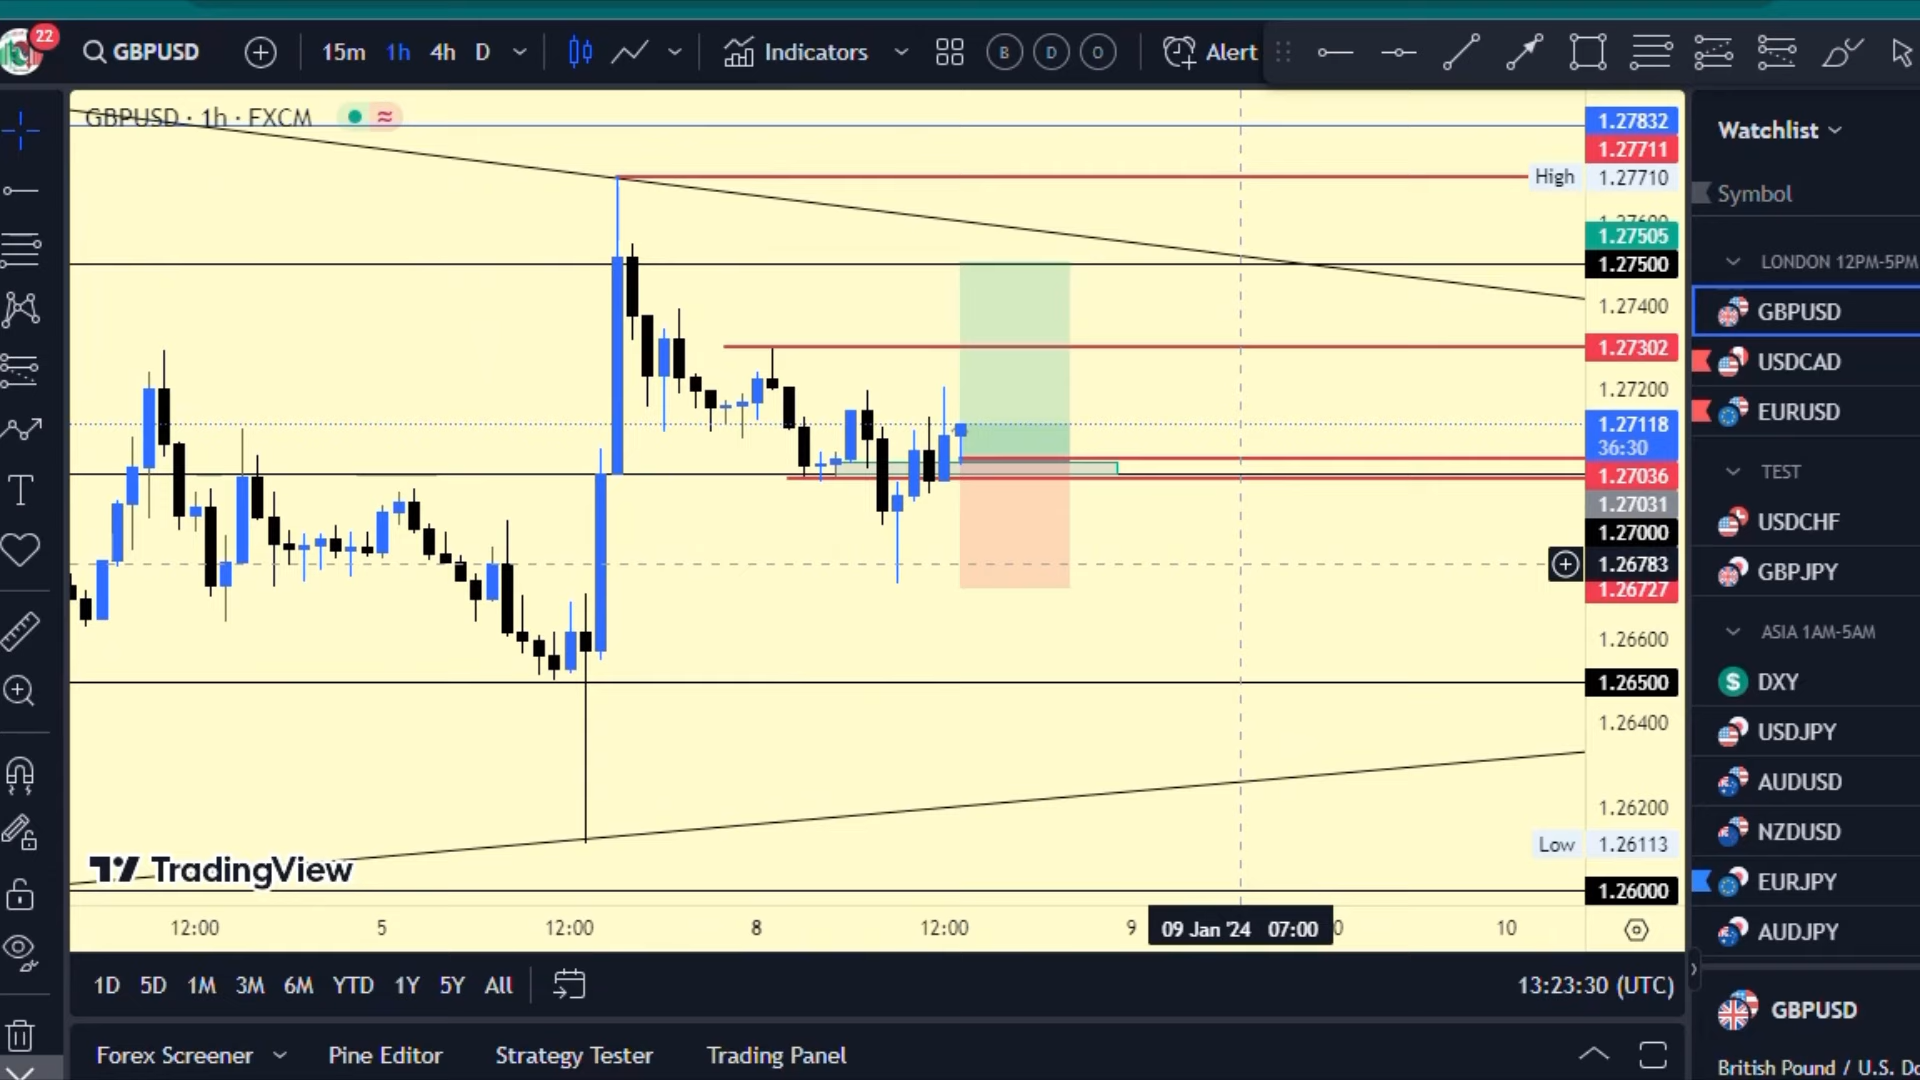 22
GBPUSD
15m 1h 4h D
Indicators
B D O
Alert
GBPUSD · 1h · FXCM
≈
1.27832
1.27711
High 1.27710
1.27600
1.27505
1.27500
1.27400
1.27302
1.27200
1.27118
36:30
1.27036
1.27031
1.27000
1.26783
1.26727
1.26600
1.26500
1.26400
1.26200
Low 1.26113
1.26000
TradingView
12:00 5 12:00 8 12:00 9 09 Jan '24 07:00 0 10
1D 5D 1M 3M 6M YTD 1Y 5Y All
13:23:30 (UTC)
Forex Screener Pine Editor Strategy Tester Trading Panel
Watchlist
Symbol
LONDON 12PM-5PM
GBPUSD
USDCAD
EURUSD
TEST
USDCHF
GBPJPY
ASIA 1AM-5AM
$ DXY
USDJPY
AUDUSD
NZDUSD
EURJPY
AUDJPY
GBPUSD
British Pound / U.S. Do